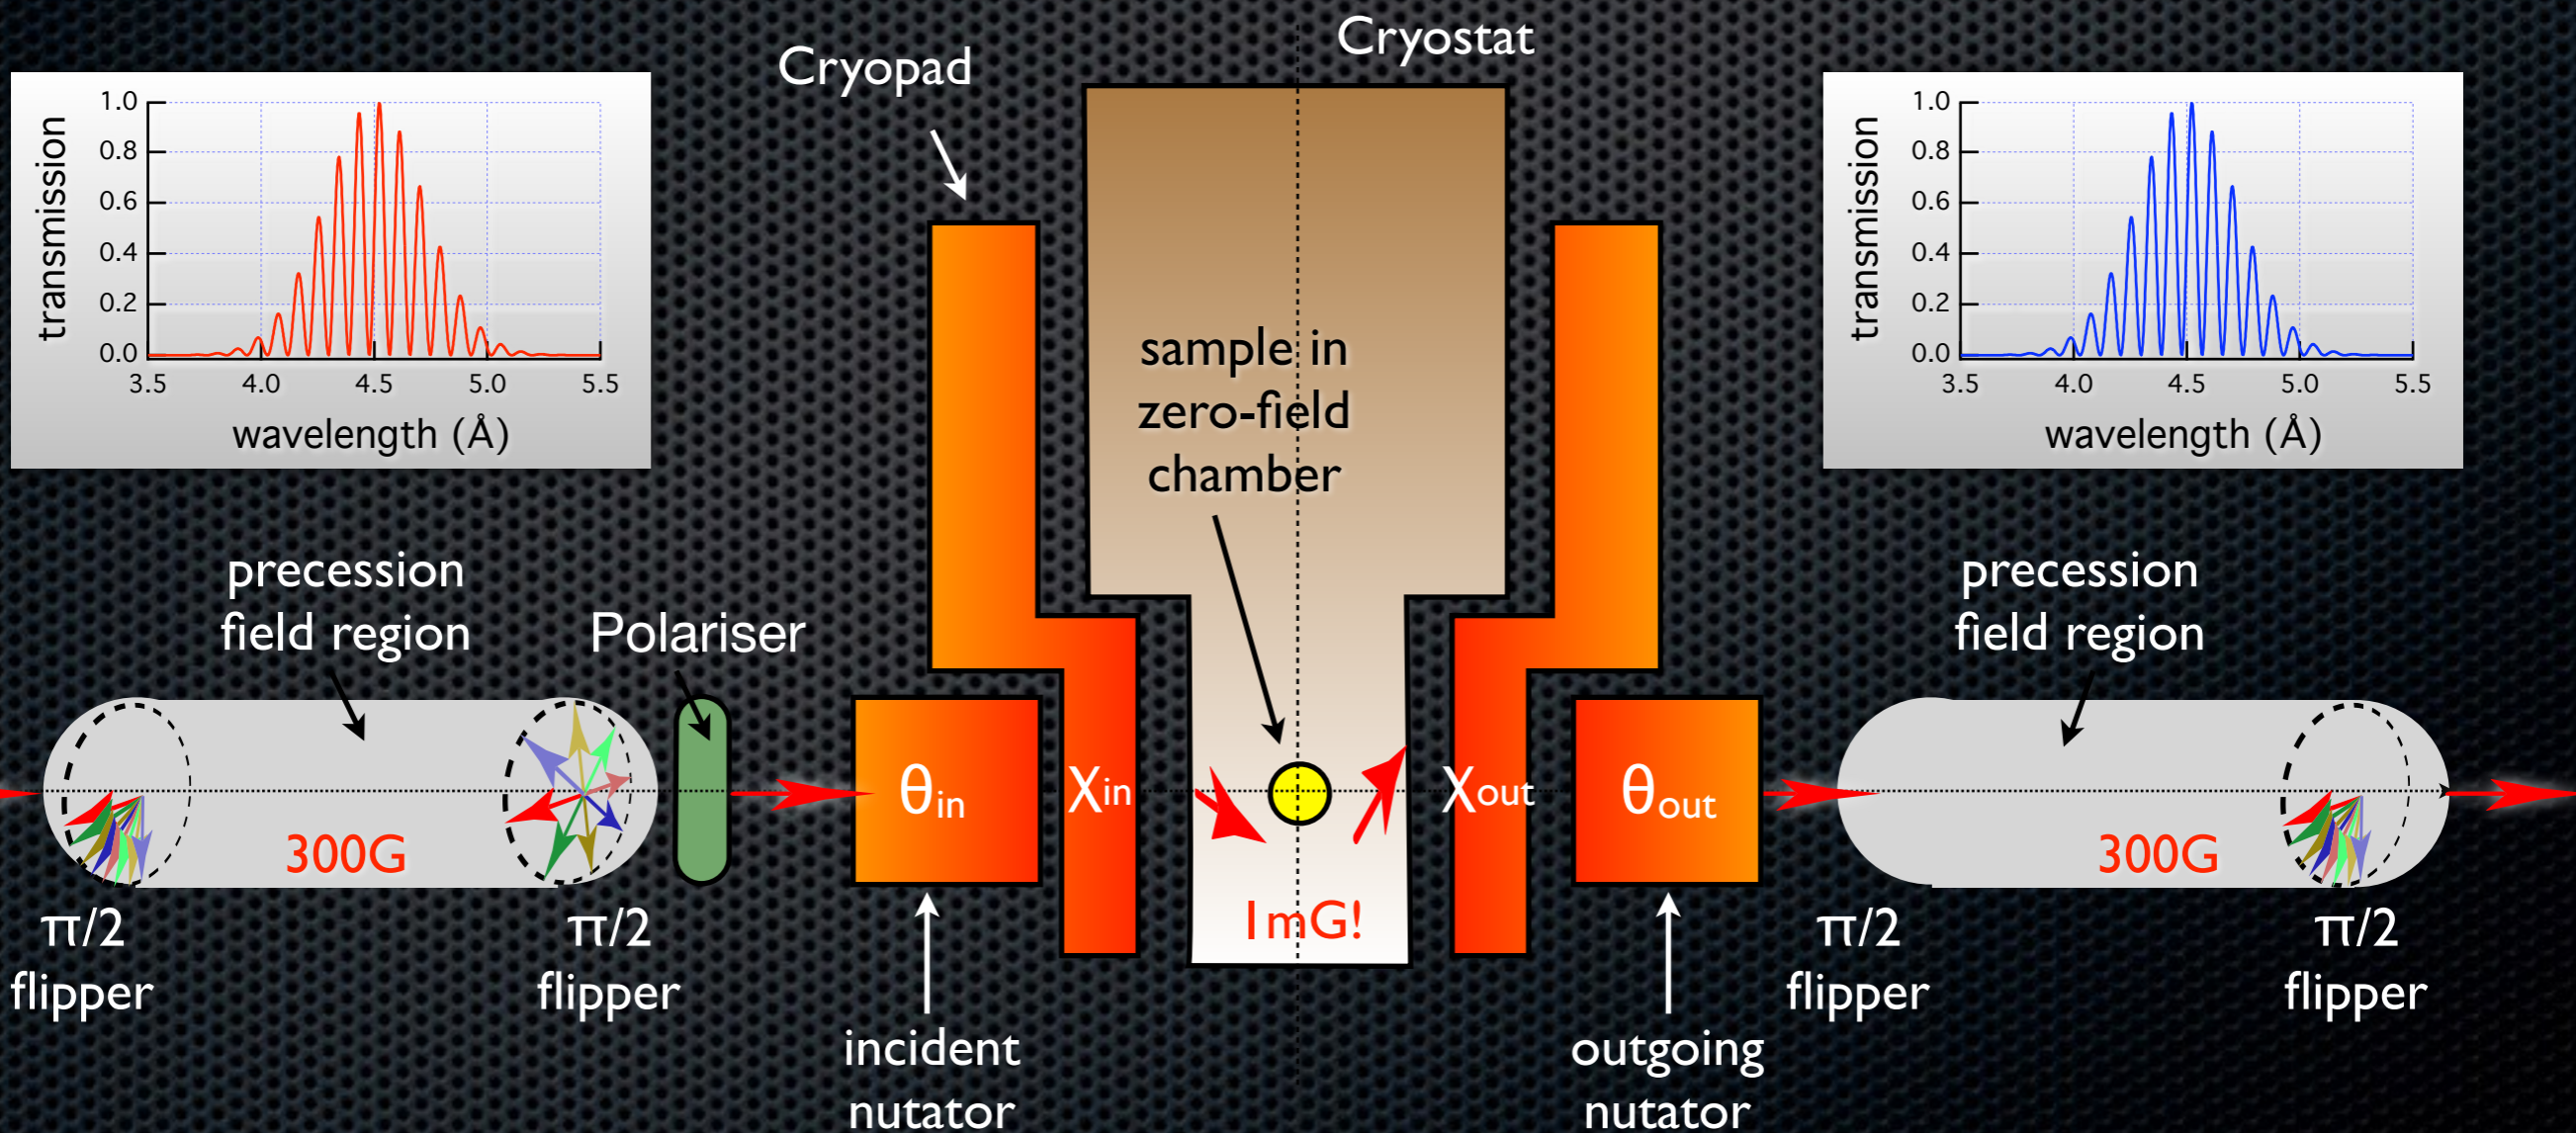 Cryopad
Cryostat
1.0
0.8
0.6
0.4
0.2
0.0
transmission
3.5 4.0 4.5 5.0 5.5
wavelength (Å)
1.0
0.8
0.6
0.4
0.2
0.0
transmission
3.5 4.0 4.5 5.0 5.5
wavelength (Å)
sample in
zero-field
chamber
precession
field region
Polariser
precession
field region
300G
θin
χin
χout
θout
300G
1mG!
π/2
flipper
π/2
flipper
incident
nutator
outgoing
nutator
π/2
flipper
π/2
flipper